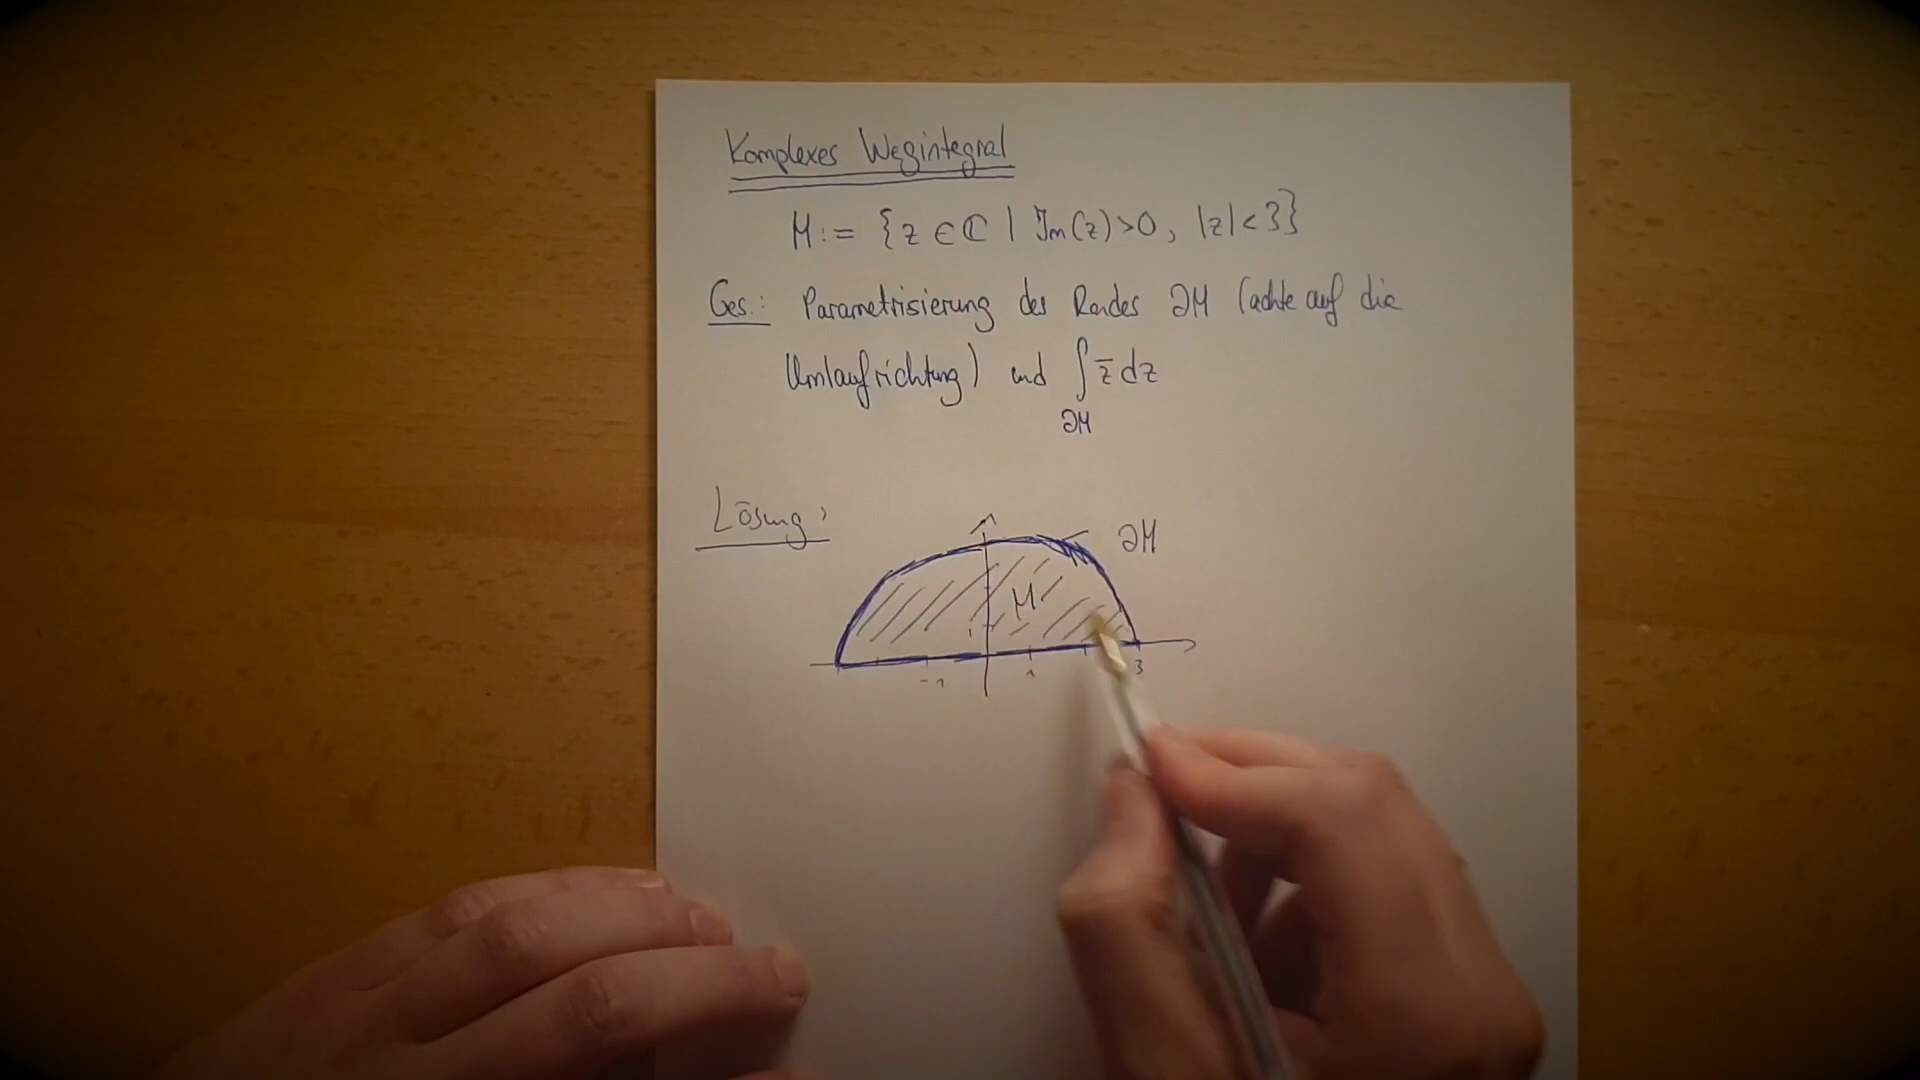 Komplexes Wegintegral
M := {z ∈ ℂ | Im(z)>0, |z|<3}
Ges.: Parametrisierung des Randes ∂M (achte auf die
Umlaufrichtung) und ∫ z̄ dz
∂M
Lösung:
∂M
M
1
-1 1 3